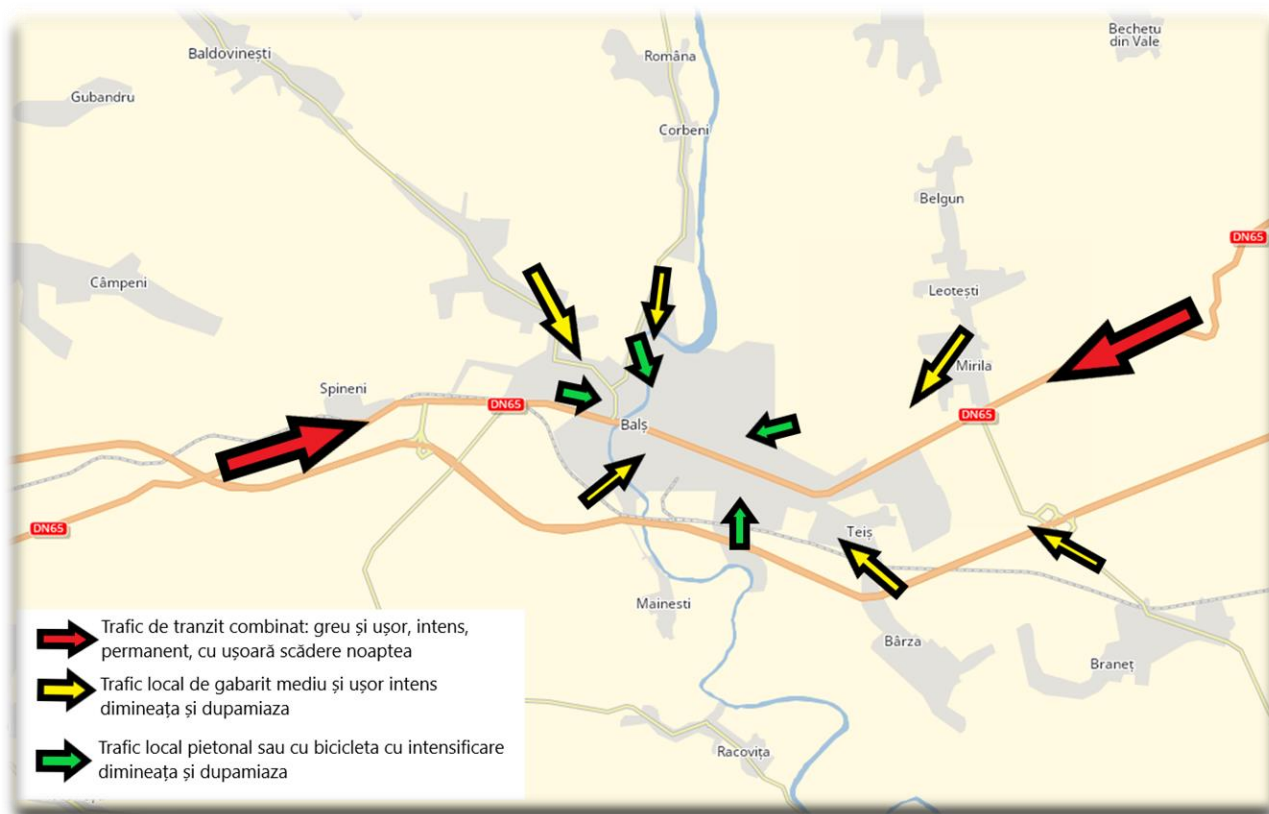 Bechetu
din Vale
Româna
Baldovinești
Gubandru
Corbeni
Belgun
DN65
Câmpeni
Leotești
Mirila
Spineni
DN65
DN65
Balș
DN65
Teiș
Mainesti
Bârza
Braneț
Racovița
Trafic de tranzit combinat: greu și ușor, intens,
permanent, cu ușoară scădere noaptea
Trafic local de gabarit mediu și ușor intens
dimineața și dupamiaza
Trafic local pietonal sau cu bicicleta cu intensificare
dimineața și dupamiaza